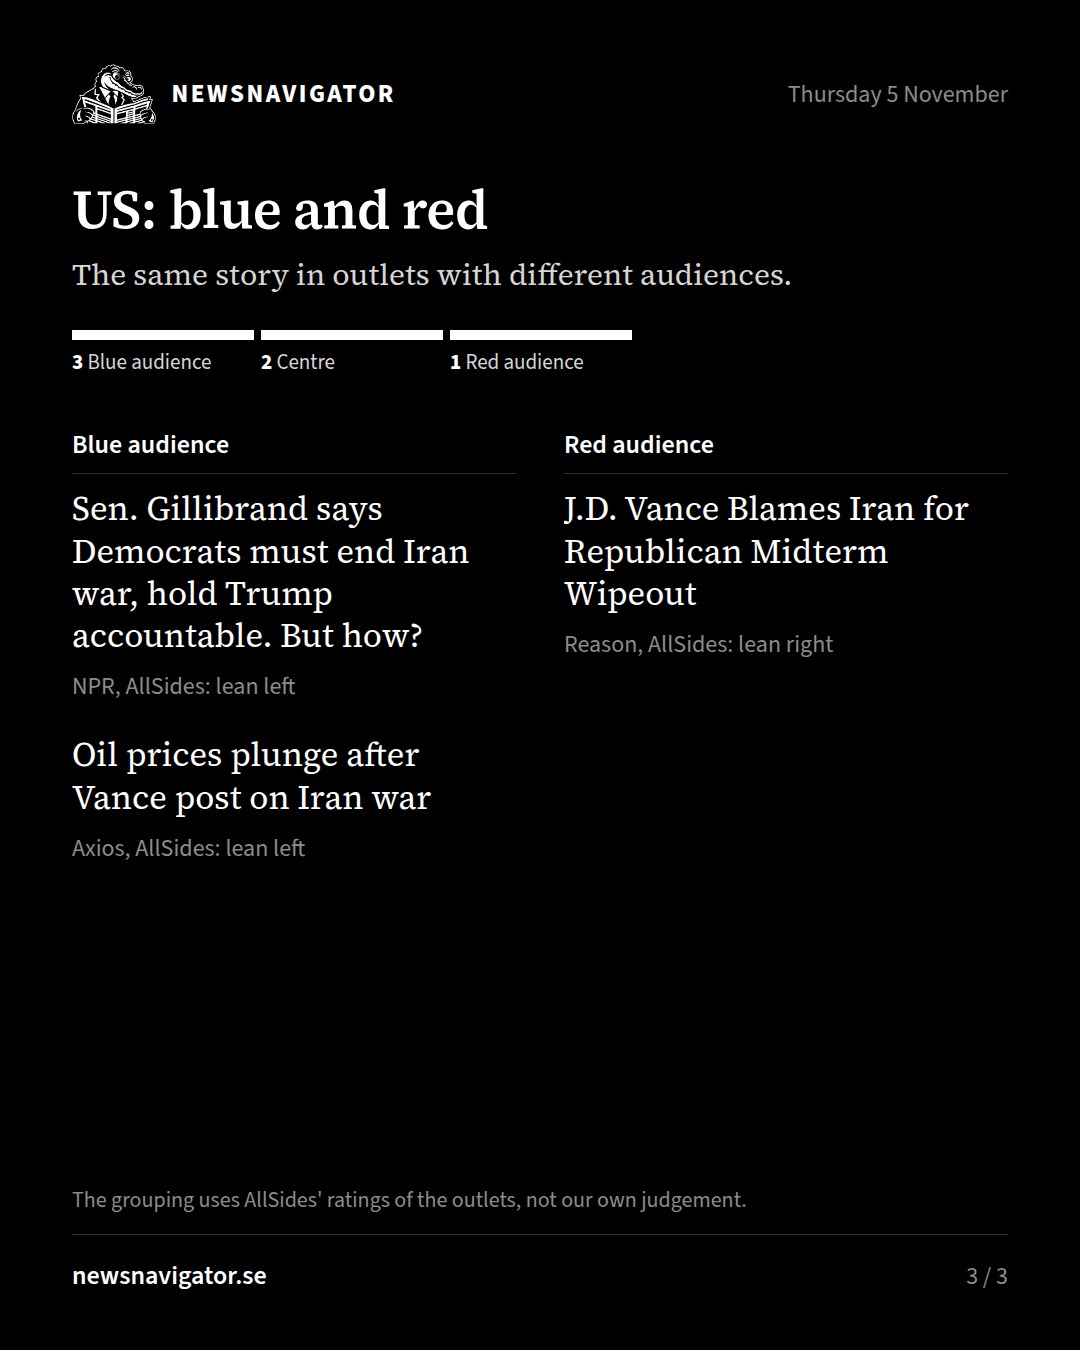 NEWSNAVIGATOR
Thursday 5 November
US: blue and red
The same story in outlets with different audiences.
3 Blue audience
2 Centre
1 Red audience
Blue audience
Sen. Gillibrand says
Democrats must end Iran
war, hold Trump
accountable. But how?
NPR, AllSides: lean left
Oil prices plunge after
Vance post on Iran war
Axios, AllSides: lean left
Red audience
J.D. Vance Blames Iran for
Republican Midterm
Wipeout
Reason, AllSides: lean right
The grouping uses AllSides' ratings of the outlets, not our own judgement.
newsnavigator.se
3 / 3